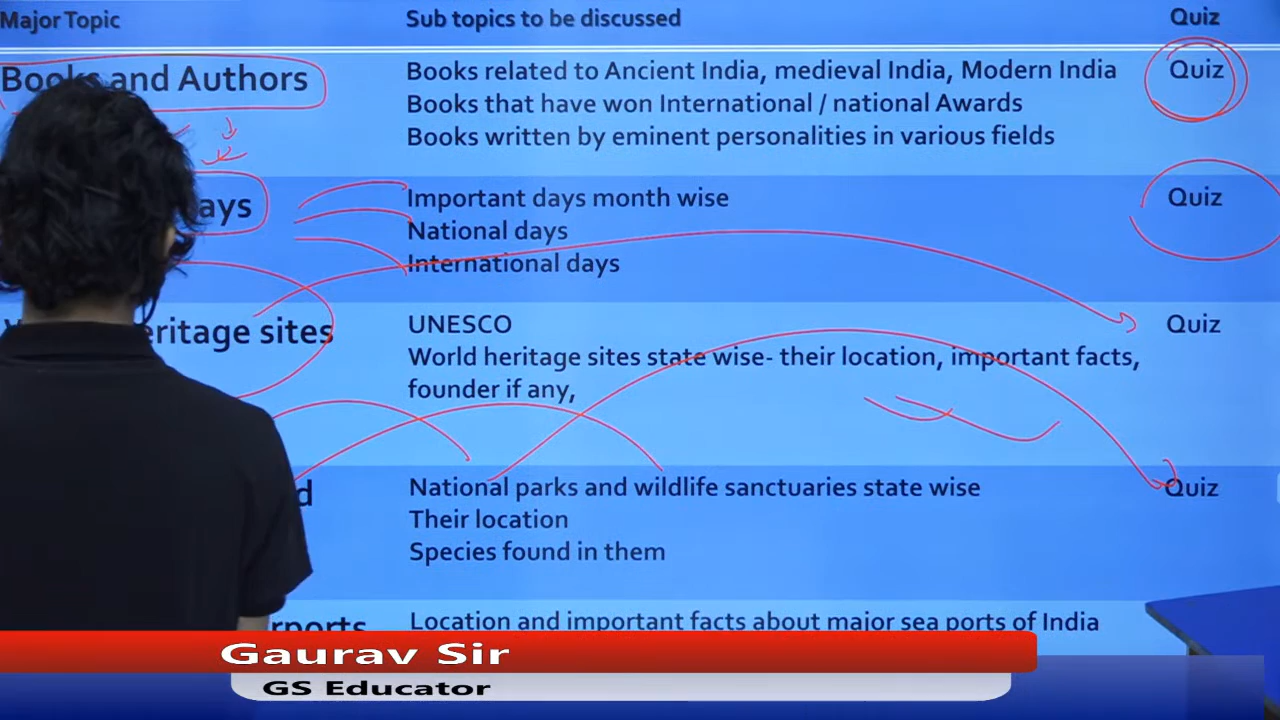 Major Topic Sub topics to be discussed Quiz
Books and Authors Books related to Ancient India, medieval India, Modern India Quiz
Books that have won International / national Awards
Books written by eminent personalities in various fields
Important days month wise Quiz
National days
International days
UNESCO Quiz
sites World heritage sites state wise- their location, important facts,
founder if any,
National parks and wildlife sanctuaries state wise Quiz
Their location
Species found in them
Location and important facts about major sea ports of India
Gaurav Sir
GS Educator